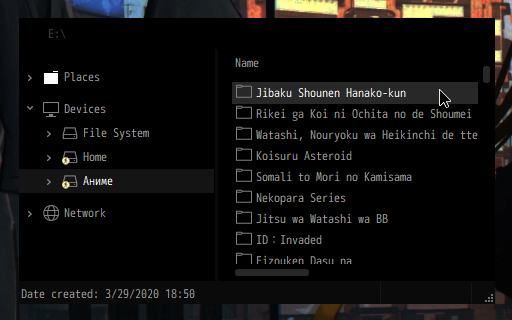 E:\
Name
Places
Devices
File System
Home
Аниме
Network
Jibaku Shounen Hanako-kun
Rikei ga Koi ni Ochita no de Shoumei
Watashi, Nouryoku wa Heikinchi de tte
Koisuru Asteroid
Somali to Mori no Kamisama
Nekopara Series
Jitsu wa Watashi wa BB
ID：Invaded
Eizouken Dasu na
Date created: 3/29/2020 18:50